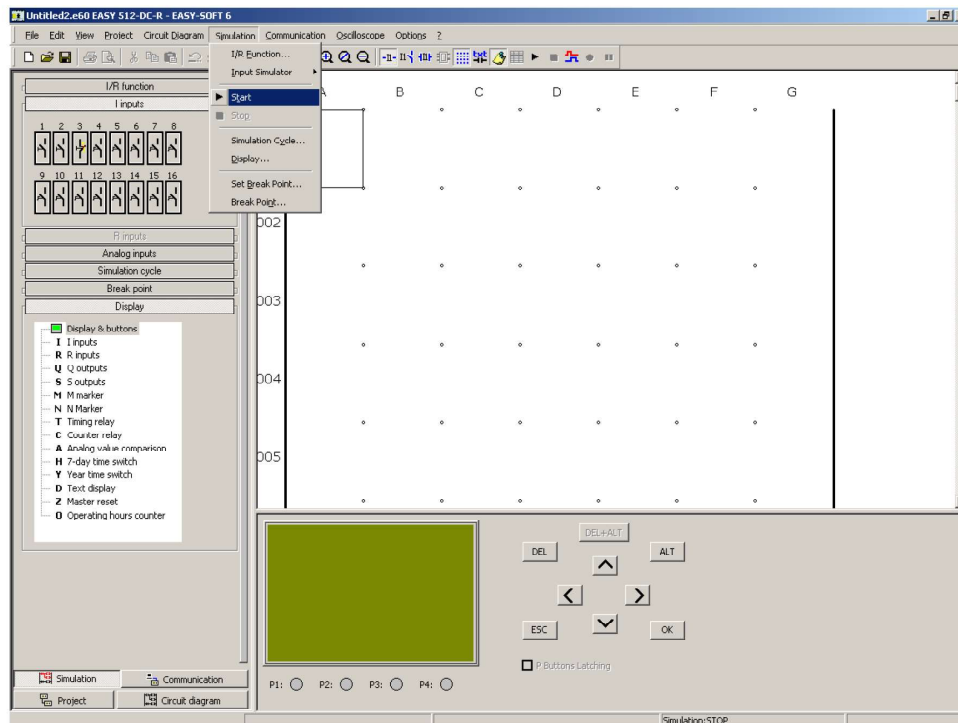 Untitled2.e60 EASY 512-DC-R - EASY-SOFT 6
File Edit View Project Circuit Diagram Simulation Communication Oscilloscope Options ?
I/R Function...
Input Simulator
Start
Stop
Simulation Cycle...
Display...
Set Break Point...
Break Point...
I/R function
I inputs
1 2 3 4 5 6 7 8
9 10 11 12 13 14 15 16
R inputs
Analog inputs
Simulation cycle
Break point
Display
Display & buttons
I I inputs
R R inputs
Q Q outputs
S S outputs
M M marker
N N Marker
T Timing relay
C Counter relay
A Analog value comparison
H 7-day time switch
Y Year time switch
D Text display
Z Master reset
O Operating hours counter
Simulation Communication
Project Circuit diagram
A B C D E F G
002
003
004
005
DEL+ALT
DEL ALT
ESC OK
P Buttons Latching
P1: P2: P3: P4:
Simulation:STOP